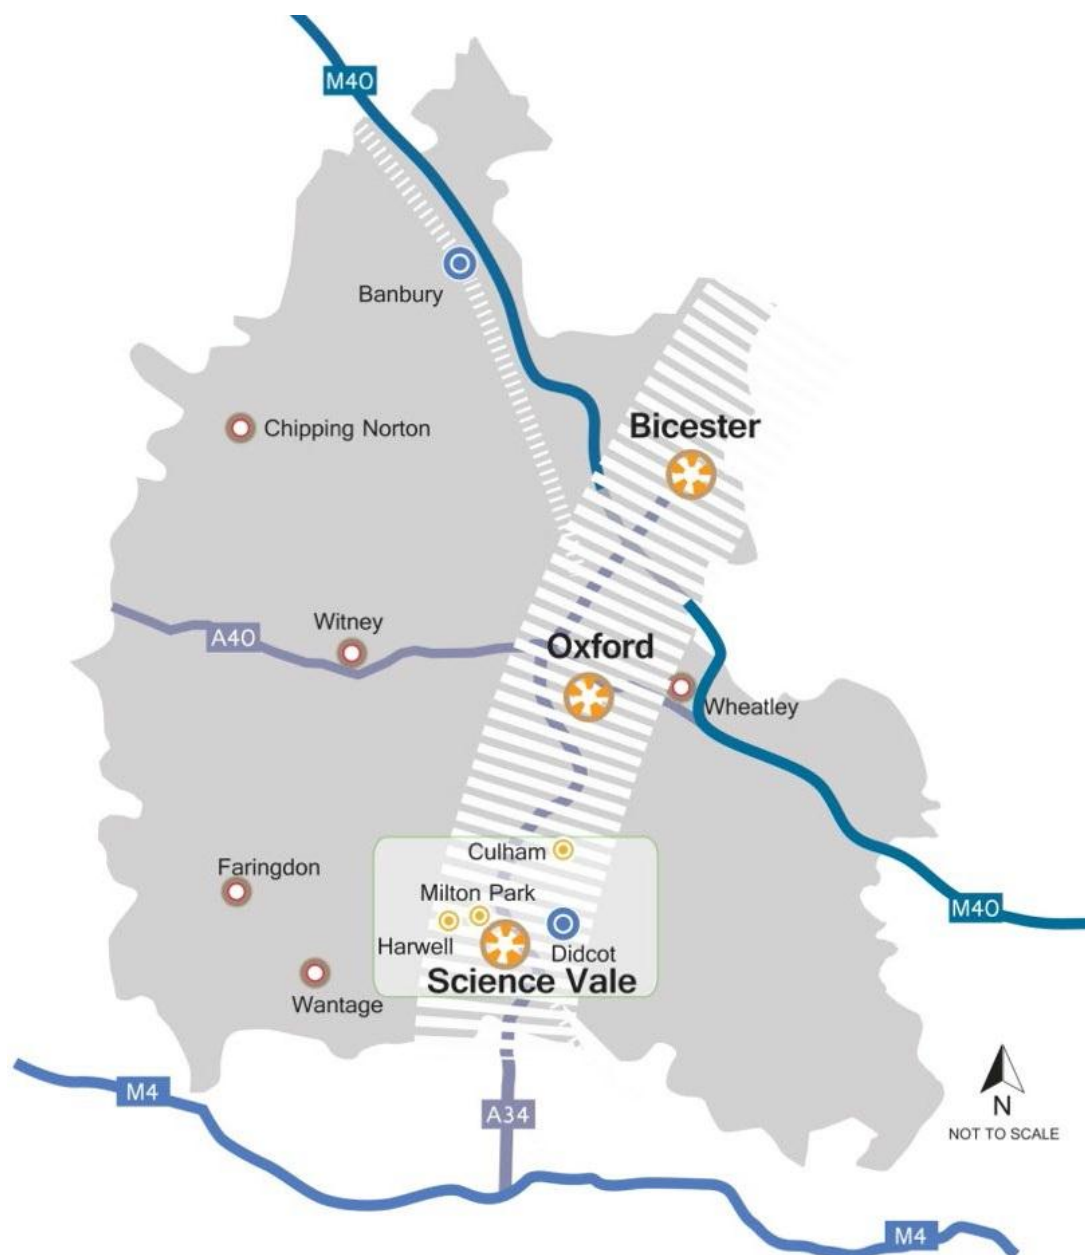 M40
Banbury
Chipping Norton
Bicester
A40
Witney
Oxford
Wheatley
Culham
Faringdon
Milton Park
Harwell
Didcot
Science Vale
Wantage
M40
M4
A34
N
NOT TO SCALE
M4